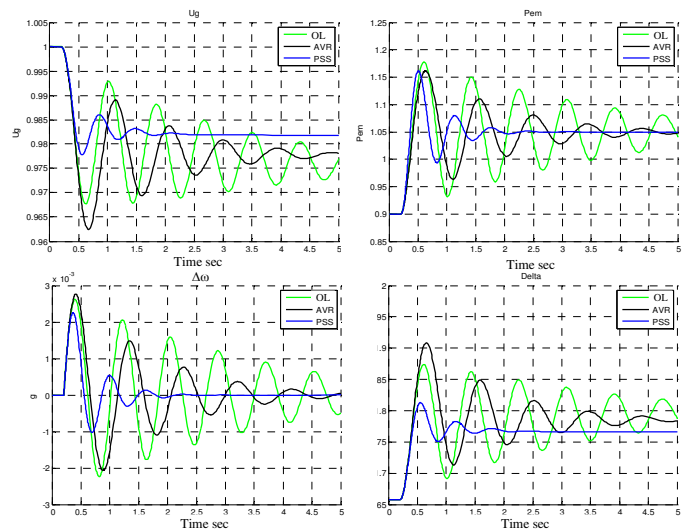 Ug
1.005
1
0.995
0.99
0.985
0.98
0.975
0.97
0.965
0.96
Ug
OL
AVR
PSS
0 0.5 1 1.5 2 2.5 3 3.5 4 4.5 5
Time sec
Pem
1.25
1.2
1.15
1.1
1.05
1
0.95
0.9
0.85
Pem
OL
AVR
PSS
0 0.5 1 1.5 2 2.5 3 3.5 4 4.5 5
Time sec
Δω
x 10⁻³
3
2
1
0
-1
-2
-3
g
OL
AVR
PSS
0 0.5 1 1.5 2 2.5 3 3.5 4 4.5 5
Time sec
Delta
2
95
.9
85
.8
75
.7
65
OL
AVR
PSS
0 0.5 1 1.5 2 2.5 3 3.5 4 4.5 5
Time sec